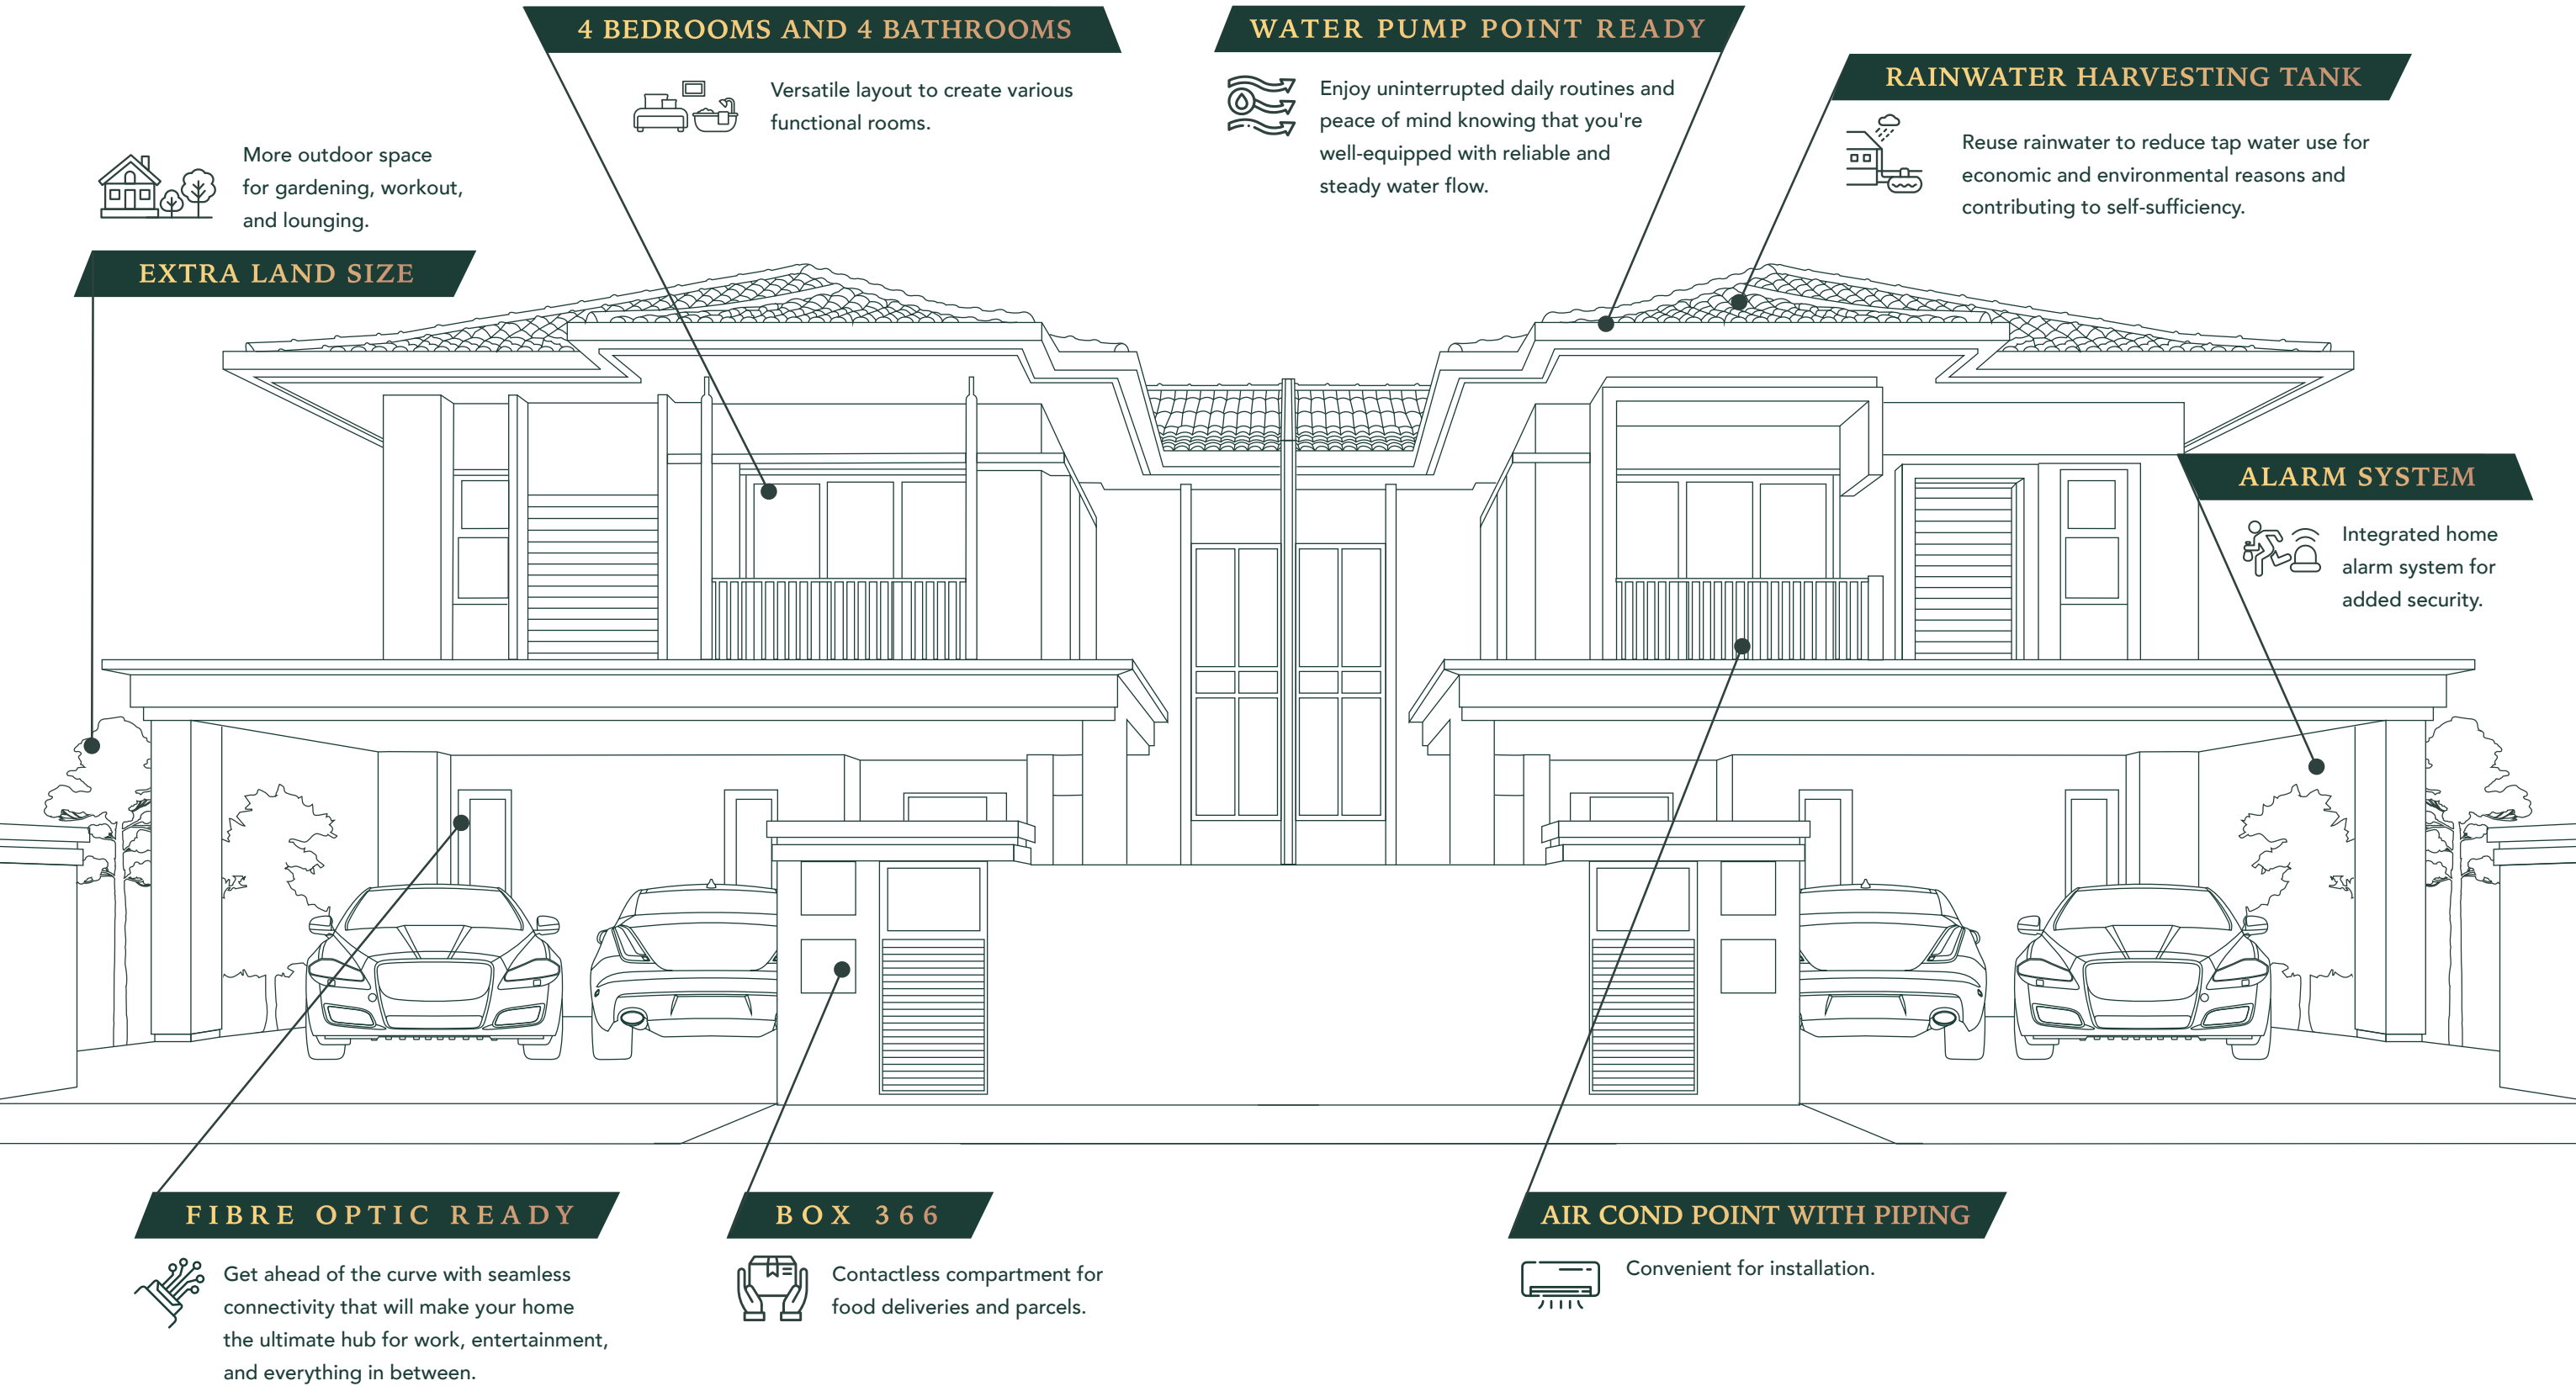 4 BEDROOMS AND 4 BATHROOMS
Versatile layout to create various
functional rooms.
WATER PUMP POINT READY
Enjoy uninterrupted daily routines and
peace of mind knowing that you're
well-equipped with reliable and
steady water flow.
RAINWATER HARVESTING TANK
Reuse rainwater to reduce tap water use for
economic and environmental reasons and
contributing to self-sufficiency.
More outdoor space
for gardening, workout,
and lounging.
EXTRA LAND SIZE
ALARM SYSTEM
Integrated home
alarm system for
added security.
FIBRE OPTIC READY
Get ahead of the curve with seamless
connectivity that will make your home
the ultimate hub for work, entertainment,
and everything in between.
BOX 366
Contactless compartment for
food deliveries and parcels.
AIR COND POINT WITH PIPING
Convenient for installation.